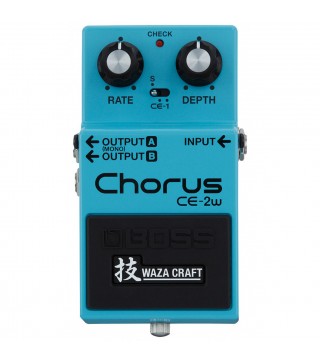 CHECK
S
RATE
DEPTH
CE-1
OUTPUT A
(MONO)
OUTPUT B
INPUT
Chorus
CE-2w
BOSS
技 WAZA CRAFT